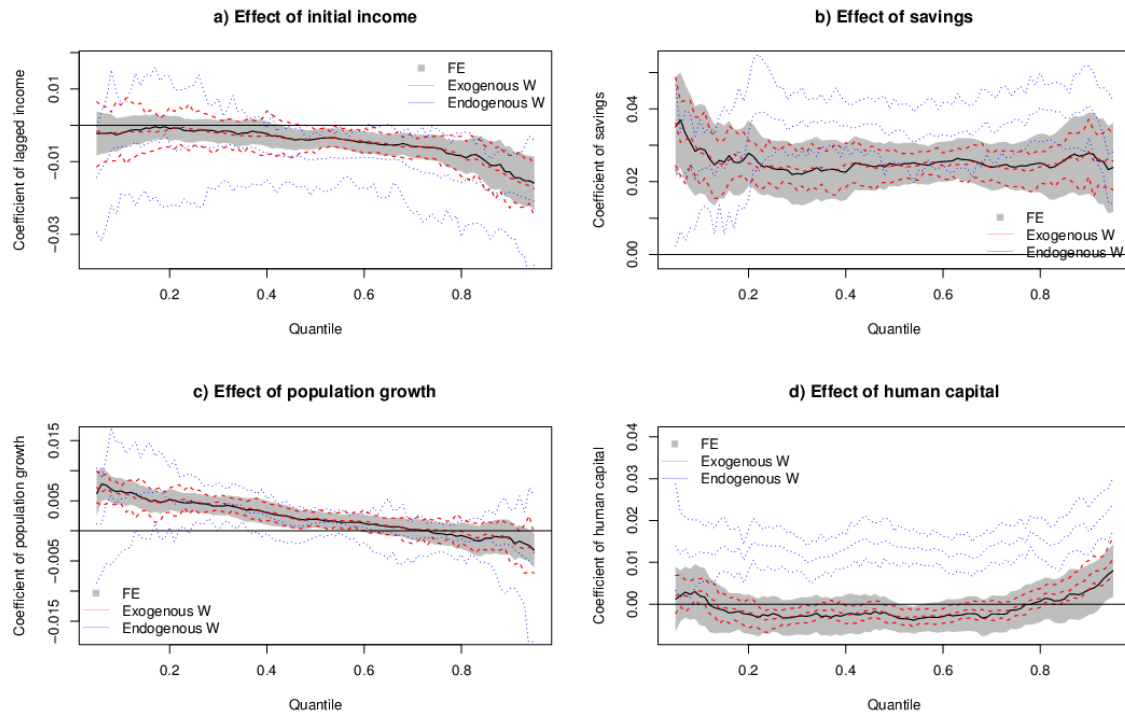 a) Effect of initial income
Coefficient of lagged income
0.01
-0.01
-0.03
FE
Exogenous W
Endogenous W
0.2 0.4 0.6 0.8
Quantile
b) Effect of savings
Coefficient of savings
0.04
0.02
0.00
FE
Exogenous W
Endogenous W
0.2 0.4 0.6 0.8
Quantile
c) Effect of population growth
Coefficient of population growth
0.015
0.005
-0.005
-0.015
FE
Exogenous W
Endogenous W
0.2 0.4 0.6 0.8
Quantile
d) Effect of human capital
Coefficient of human capital
0.04
0.03
0.02
0.01
0.00
FE
Exogenous W
Endogenous W
0.2 0.4 0.6 0.8
Quantile